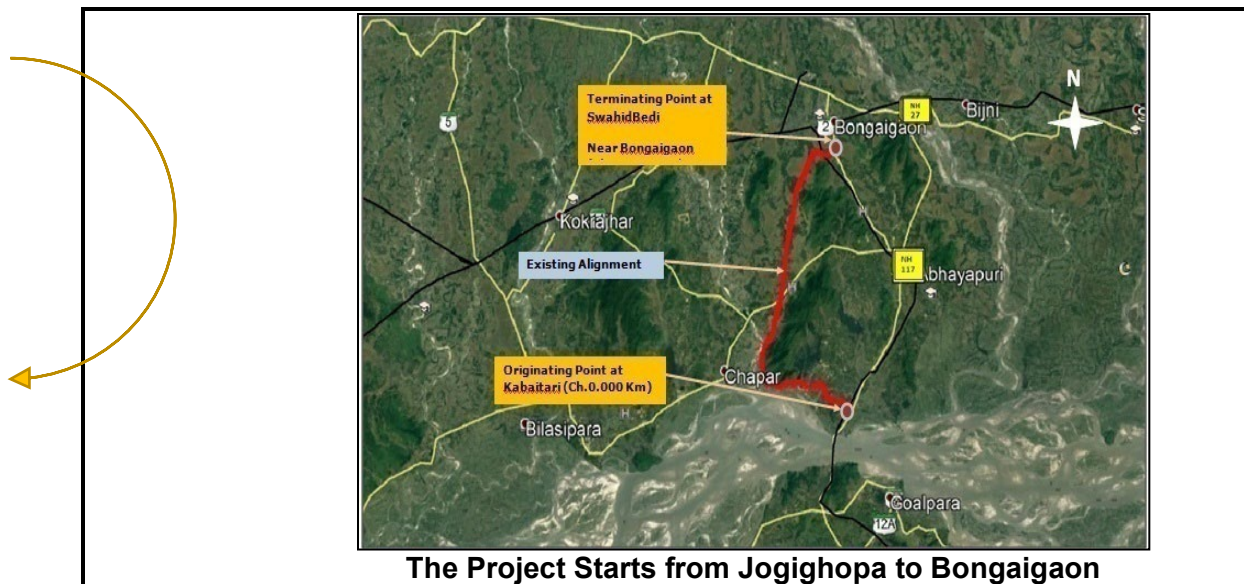 N
Terminating Point at
SwahidBedi
Near Bongaigaon
NH
27
Bijni
5
2
Bongaigaon
Kokrajhar
Existing Alignment
H
NH
117
Abhayapuri
H
Originating Point at
Kabaitari (Ch.0.000 Km)
Chapar
H
Bilasipara
Goalpara
12A
The Project Starts from Jogighopa to Bongaigaon